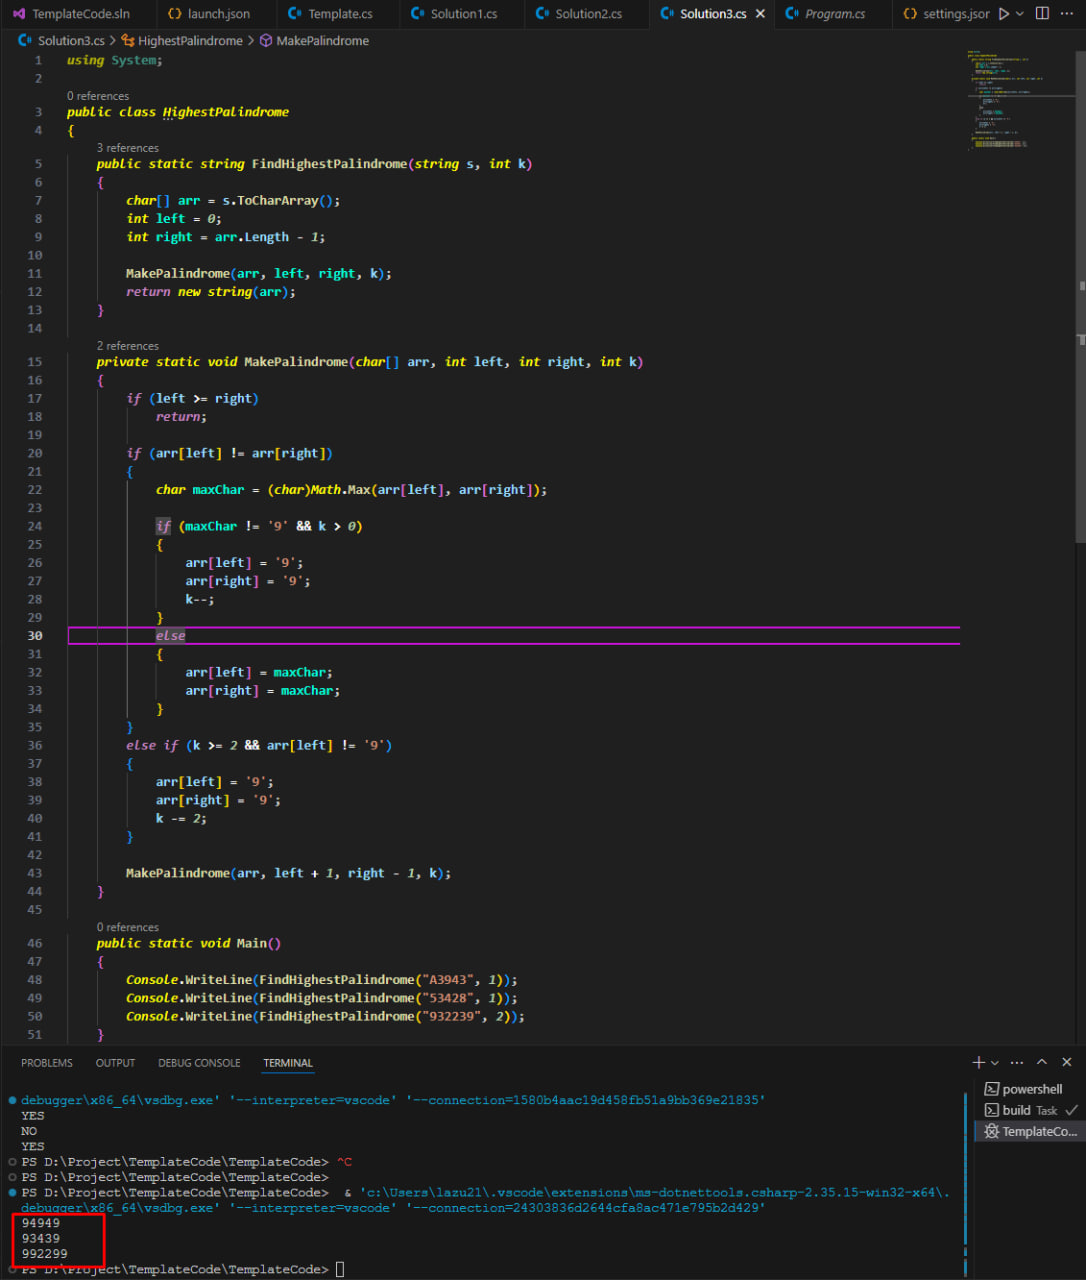 TemplateCode.sln {} launch.json C# Template.cs C# Solution1.cs C# Solution2.cs C# Solution3.cs C# Program.cs {} settings.jsor
C# Solution3.cs > HighestPalindrome > MakePalindrome
1 using System;
2
0 references
3 public class HighestPalindrome
4 {
3 references
5 public static string FindHighestPalindrome(string s, int k)
6 {
7 char[] arr = s.ToCharArray();
8 int left = 0;
9 int right = arr.Length - 1;
10
11 MakePalindrome(arr, left, right, k);
12 return new string(arr);
13 }
14
2 references
15 private static void MakePalindrome(char[] arr, int left, int right, int k)
16 {
17 if (left >= right)
18 return;
19
20 if (arr[left] != arr[right])
21 {
22 char maxChar = (char)Math.Max(arr[left], arr[right]);
23
24 if (maxChar != '9' && k > 0)
25 {
26 arr[left] = '9';
27 arr[right] = '9';
28 k--;
29 }
30 else
31 {
32 arr[left] = maxChar;
33 arr[right] = maxChar;
34 }
35 }
36 else if (k >= 2 && arr[left] != '9')
37 {
38 arr[left] = '9';
39 arr[right] = '9';
40 k -= 2;
41 }
42
43 MakePalindrome(arr, left + 1, right - 1, k);
44 }
45
0 references
46 public static void Main()
47 {
48 Console.WriteLine(FindHighestPalindrome("A3943", 1));
49 Console.WriteLine(FindHighestPalindrome("53428", 1));
50 Console.WriteLine(FindHighestPalindrome("932239", 2));
51 }
PROBLEMS OUTPUT DEBUG CONSOLE TERMINAL
powershell
build Task
TemplateCo...
debugger\x86_64\vsdbg.exe' '--interpreter=vscode' '--connection=1580b4aac19d458fb51a9bb369e21835'
YES
NO
YES
PS D:\Project\TemplateCode\TemplateCode> ^C
PS D:\Project\TemplateCode\TemplateCode>
PS D:\Project\TemplateCode\TemplateCode> & 'c:\Users\lazu21\.vscode\extensions\ms-dotnettools.csharp-2.35.15-win32-x64\.
debugger\x86_64\vsdbg.exe' '--interpreter=vscode' '--connection=24303836d2644cfa8ac471e795b2d429'
94949
93439
992299
PS D:\Project\TemplateCode\TemplateCode>